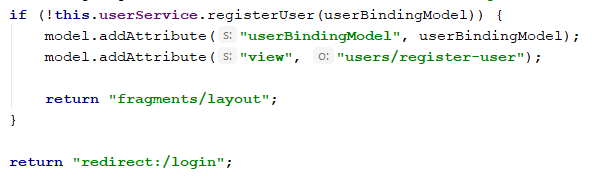 if (!this.userService.registerUser(userBindingModel)) {
model.addAttribute( s: "userBindingModel", userBindingModel);
model.addAttribute( s: "view", o: "users/register-user");
return "fragments/layout";
}
return "redirect:/login";